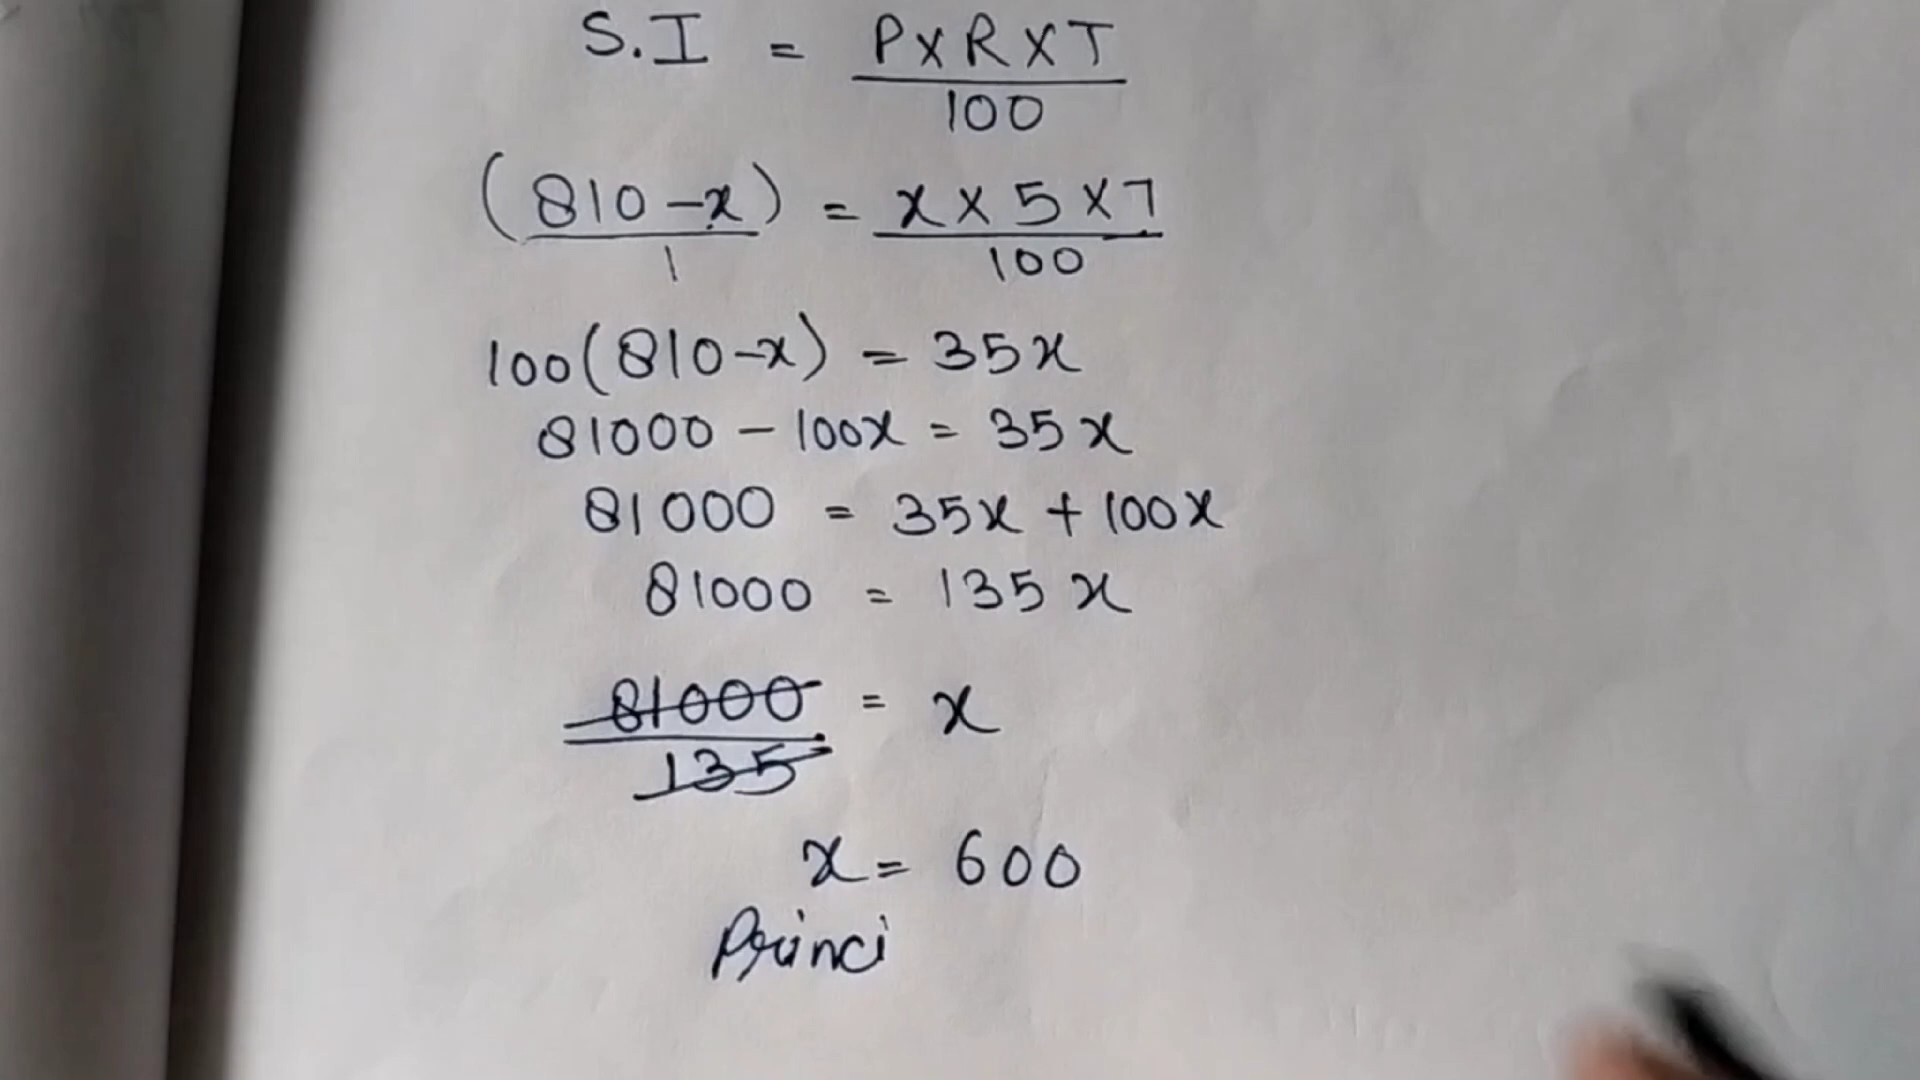 S.I = P×R×T
100
(810-x) = x×5×7
1 100
100(810-x) = 35x
81000 - 100x = 35x
81000 = 35x + 100x
81000 = 135x
81000 = x
135
x = 600
Princi